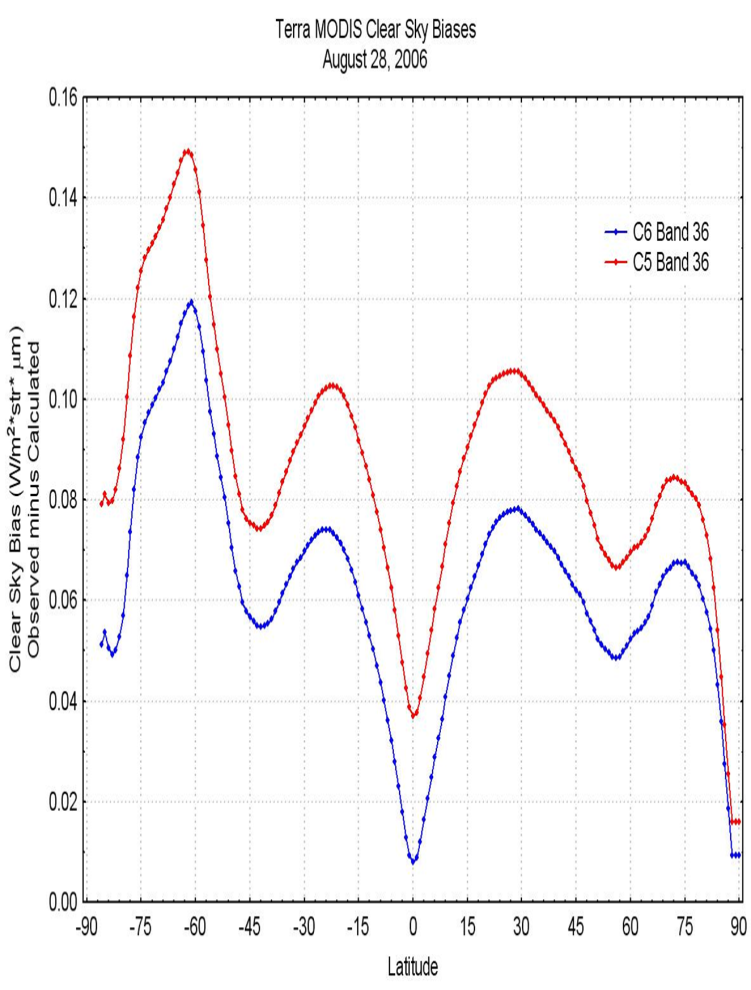 Terra MODIS Clear Sky Biases
August 28, 2006
Clear Sky Bias (W/m²*str* µm)
Observed minus Calculated
0.16
0.14
0.12
0.10
0.08
0.06
0.04
0.02
0.00
C6 Band 36
C5 Band 36
-90 -75 -60 -45 -30 -15 0 15 30 45 60 75 90
Latitude